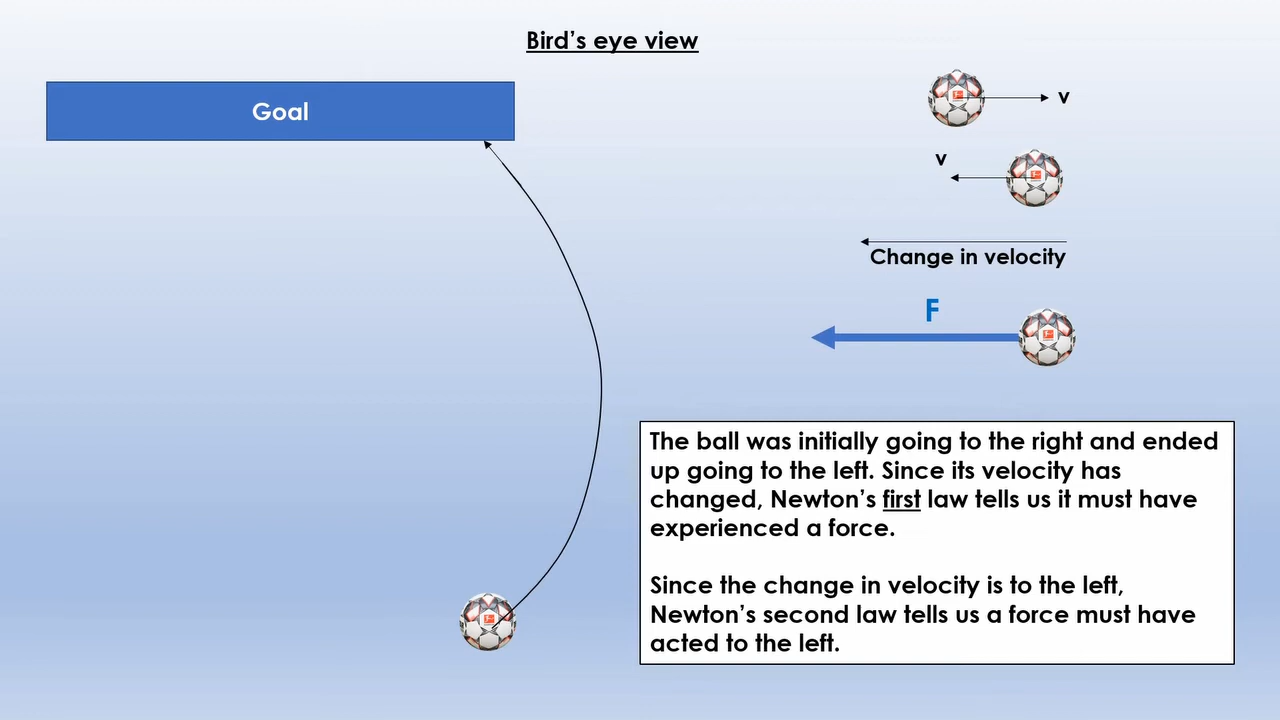 Bird’s eye view
Goal
v
v
Change in velocity
F
The ball was initially going to the right and ended
up going to the left. Since its velocity has
changed, Newton’s first law tells us it must have
experienced a force.
Since the change in velocity is to the left,
Newton’s second law tells us a force must have
acted to the left.